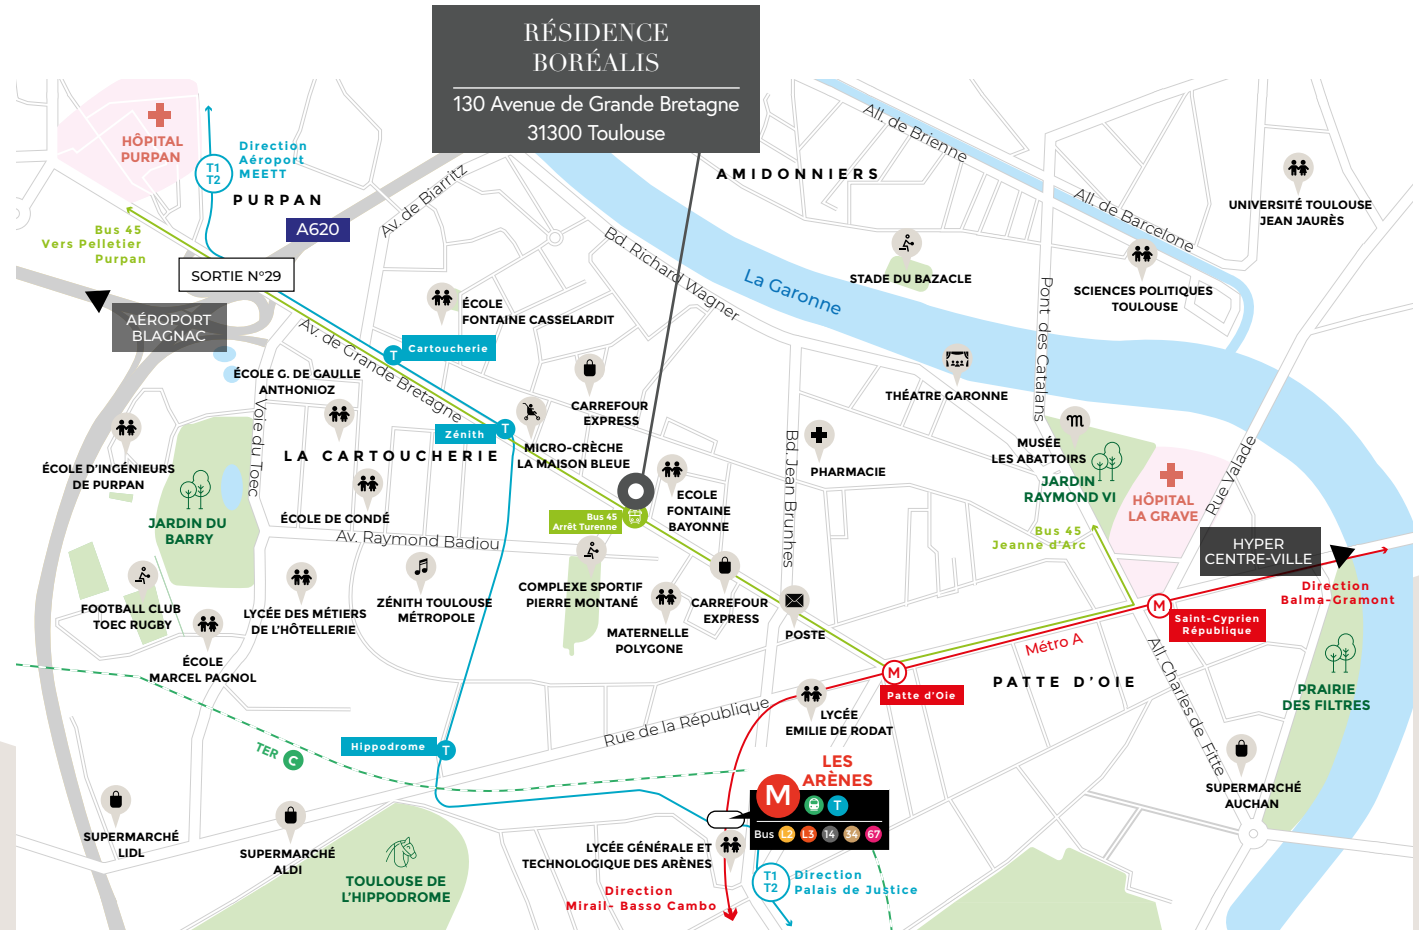 RÉSIDENCE
BORÉALIS
130 Avenue de Grande Bretagne
31300 Toulouse
HÔPITAL
PURPAN
T1
T2
Direction
Aéroport
MEETT
PURPAN
A620
Bus 45
Vers Pelletier
Purpan
SORTIE N°29
AÉROPORT
BLAGNAC
Av. de Biarritz
All. de Brienne
AMIDONNIERS
All. de Barcelone
UNIVERSITÉ TOULOUSE
JEAN JAURÈS
Bd. Richard Wagner
La Garonne
STADE DU BAZACLE
SCIENCES POLITIQUES
TOULOUSE
Pont des Catalans
ÉCOLE
FONTAINE CASSELARDIT
T
Cartoucherie
Av. de Grande Bretagne
ÉCOLE G. DE GAULLE
ANTHONIOZ
Voie du Toec
CARREFOUR
EXPRESS
THÉATRE GARONNE
T
Zénith
MICRO-CRÈCHE
LA MAISON BLEUE
LA CARTOUCHERIE
ÉCOLE D'INGÉNIEURS
DE PURPAN
PHARMACIE
Bd. Jean Brunhes
MUSÉE
LES ABATTOIRS
JARDIN
RAYMOND VI
HÔPITAL
LA GRAVE
Rue Valade
JARDIN DU
BARRY
ÉCOLE DE CONDÉ
Av. Raymond Badiou
ECOLE
FONTAINE
BAYONNE
Bus 45
Arrêt Turenne
Bus 45
Jeanne d'Arc
HYPER
CENTRE-VILLE
Direction
Balma-Gramont
FOOTBALL CLUB
TOEC RUGBY
LYCÉE DES MÉTIERS
DE L'HÔTELLERIE
ZÉNITH TOULOUSE
MÉTROPOLE
COMPLEXE SPORTIF
PIERRE MONTANÉ
MATERNELLE
POLYGONE
CARREFOUR
EXPRESS
POSTE
M
Saint-Cyprien
République
Métro A
ÉCOLE
MARCEL PAGNOL
M
Patte d'Oie
PATTE D'OIE
All. Charles de Fitte
PRAIRIE
DES FILTRES
LYCÉE
EMILIE DE RODAT
Rue de la République
Hippodrome
T
TER
C
LES
ARÈNES
M
T
Bus L2 L3 14 34 67
SUPERMARCHÉ
AUCHAN
SUPERMARCHÉ
LIDL
SUPERMARCHÉ
ALDI
TOULOUSE DE
L'HIPPODROME
LYCÉE GÉNÉRALE ET
TECHNOLOGIQUE DES ARÈNES
Direction
Mirail- Basso Cambo
T1
T2
Direction
Palais de Justice